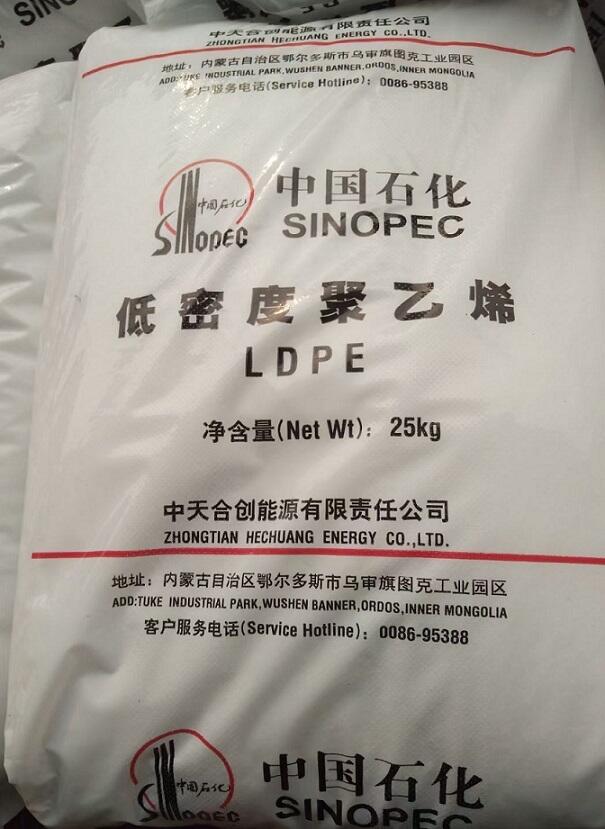 SINOPEC
中天合创能源有限责任公司
ZHONGTIAN HECHUANG ENERGY CO.,LTD.
地址：内蒙古自治区鄂尔多斯市乌审旗图克工业园区
ADD:TUKE INDUSTRIAL PARK,WUSHEN BANNER,ORDOS,INNER MONGOLIA
客户服务电话(Service Hotline)：0086-95388
中国石化
SINOPEC
中国石化
SINOPEC
低密度聚乙烯
LDPE
净含量(Net Wt)：25kg
中天合创能源有限责任公司
ZHONGTIAN HECHUANG ENERGY CO.,LTD.
地址：内蒙古自治区鄂尔多斯市乌审旗图克工业园区
ADD:TUKE INDUSTRIAL PARK,WUSHEN BANNER,ORDOS,INNER MONGOLIA
客户服务电话(Service Hotline)：0086-95388
中国石化
SINOPEC
中国石化
SINOPEC